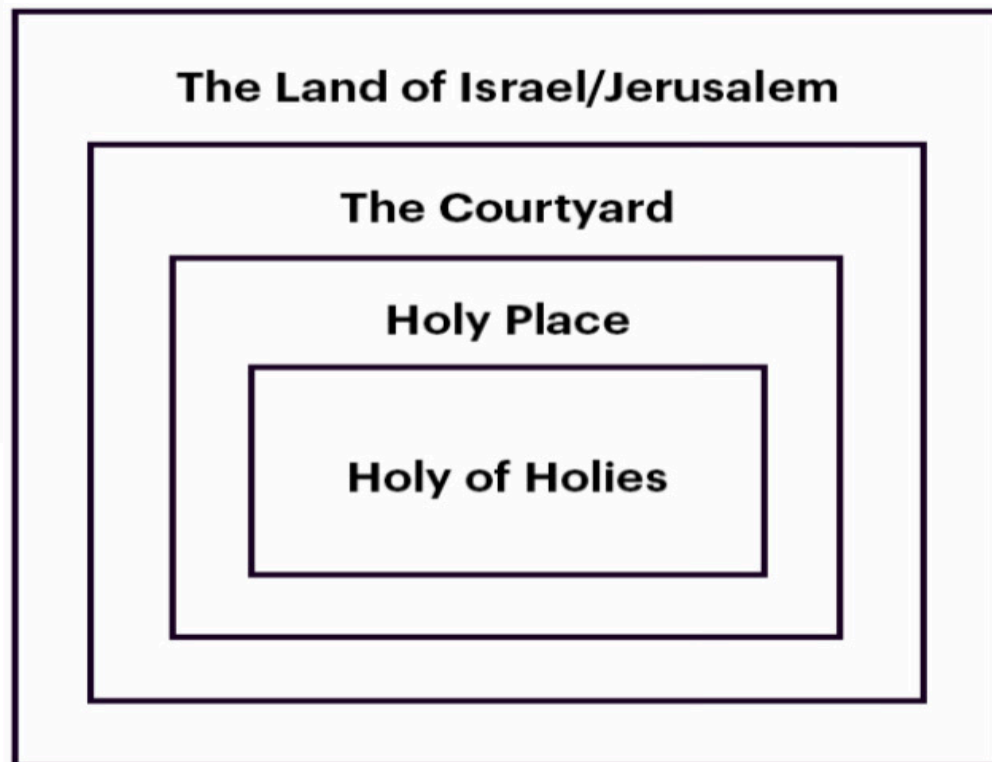 The Land of Israel/Jerusalem
The Courtyard
Holy Place
Holy of Holies